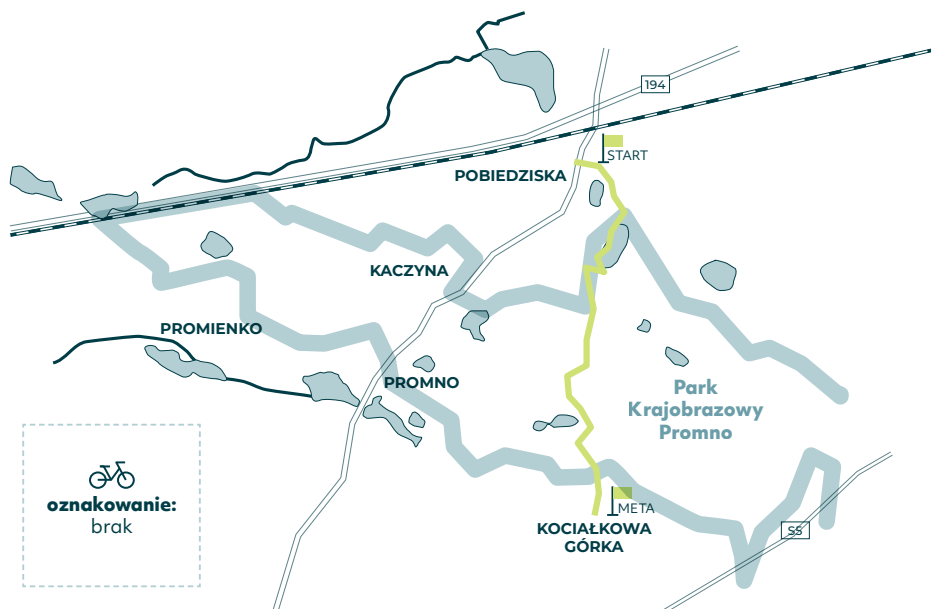 194
START
POBIEDZISKA
KACZYNA
PROMIENKO
PROMNO
Park
Krajobrazowy
Promno
oznakowanie:
brak
META
KOCIAŁKOWA
GÓRKA
S5